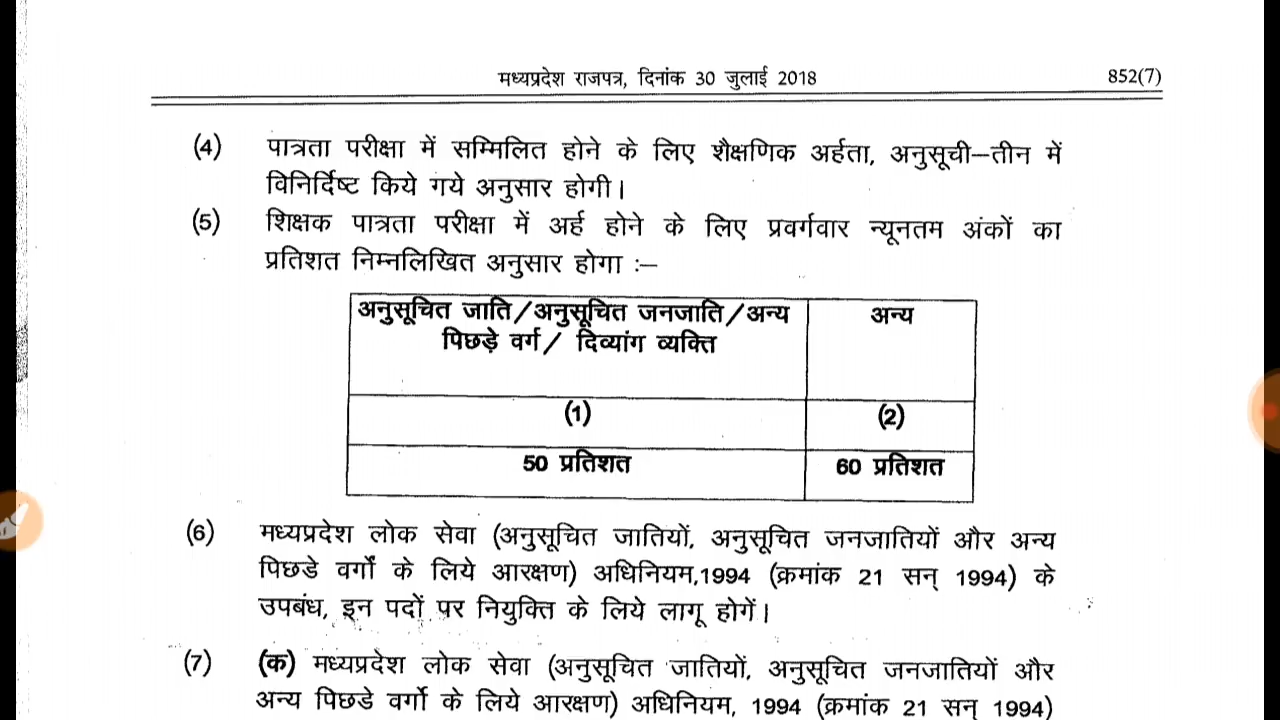 मध्यप्रदेश राजपत्र, दिनांक 30 जुलाई 2018 852(7)
(4) पात्रता परीक्षा में सम्मिलित होने के लिए शैक्षणिक अर्हता, अनुसूची–तीन में
विनिर्दिष्ट किये गये अनुसार होगी।
(5) शिक्षक पात्रता परीक्षा में अर्ह होने के लिए प्रवर्गवार न्यूनतम अंकों का
प्रतिशत निम्नलिखित अनुसार होगा :–
अनुसूचित जाति/अनुसूचित जनजाति/अन्य
पिछड़े वर्ग/ दिव्यांग व्यक्ति
अन्य
(1) (2)
50 प्रतिशत 60 प्रतिशत
(6) मध्यप्रदेश लोक सेवा (अनुसूचित जातियों, अनुसूचित जनजातियों और अन्य
पिछडे वर्गों के लिये आरक्षण) अधिनियम,1994 (क्रमांक 21 सन् 1994) के
उपबंध, इन पदों पर नियुक्ति के लिये लागू होगें।
(7) (क) मध्यप्रदेश लोक सेवा (अनुसूचित जातियों, अनुसूचित जनजातियों और
अन्य पिछडे वर्गो के लिये आरक्षण) अधिनियम, 1994 (क्रमांक 21 सन् 1994)